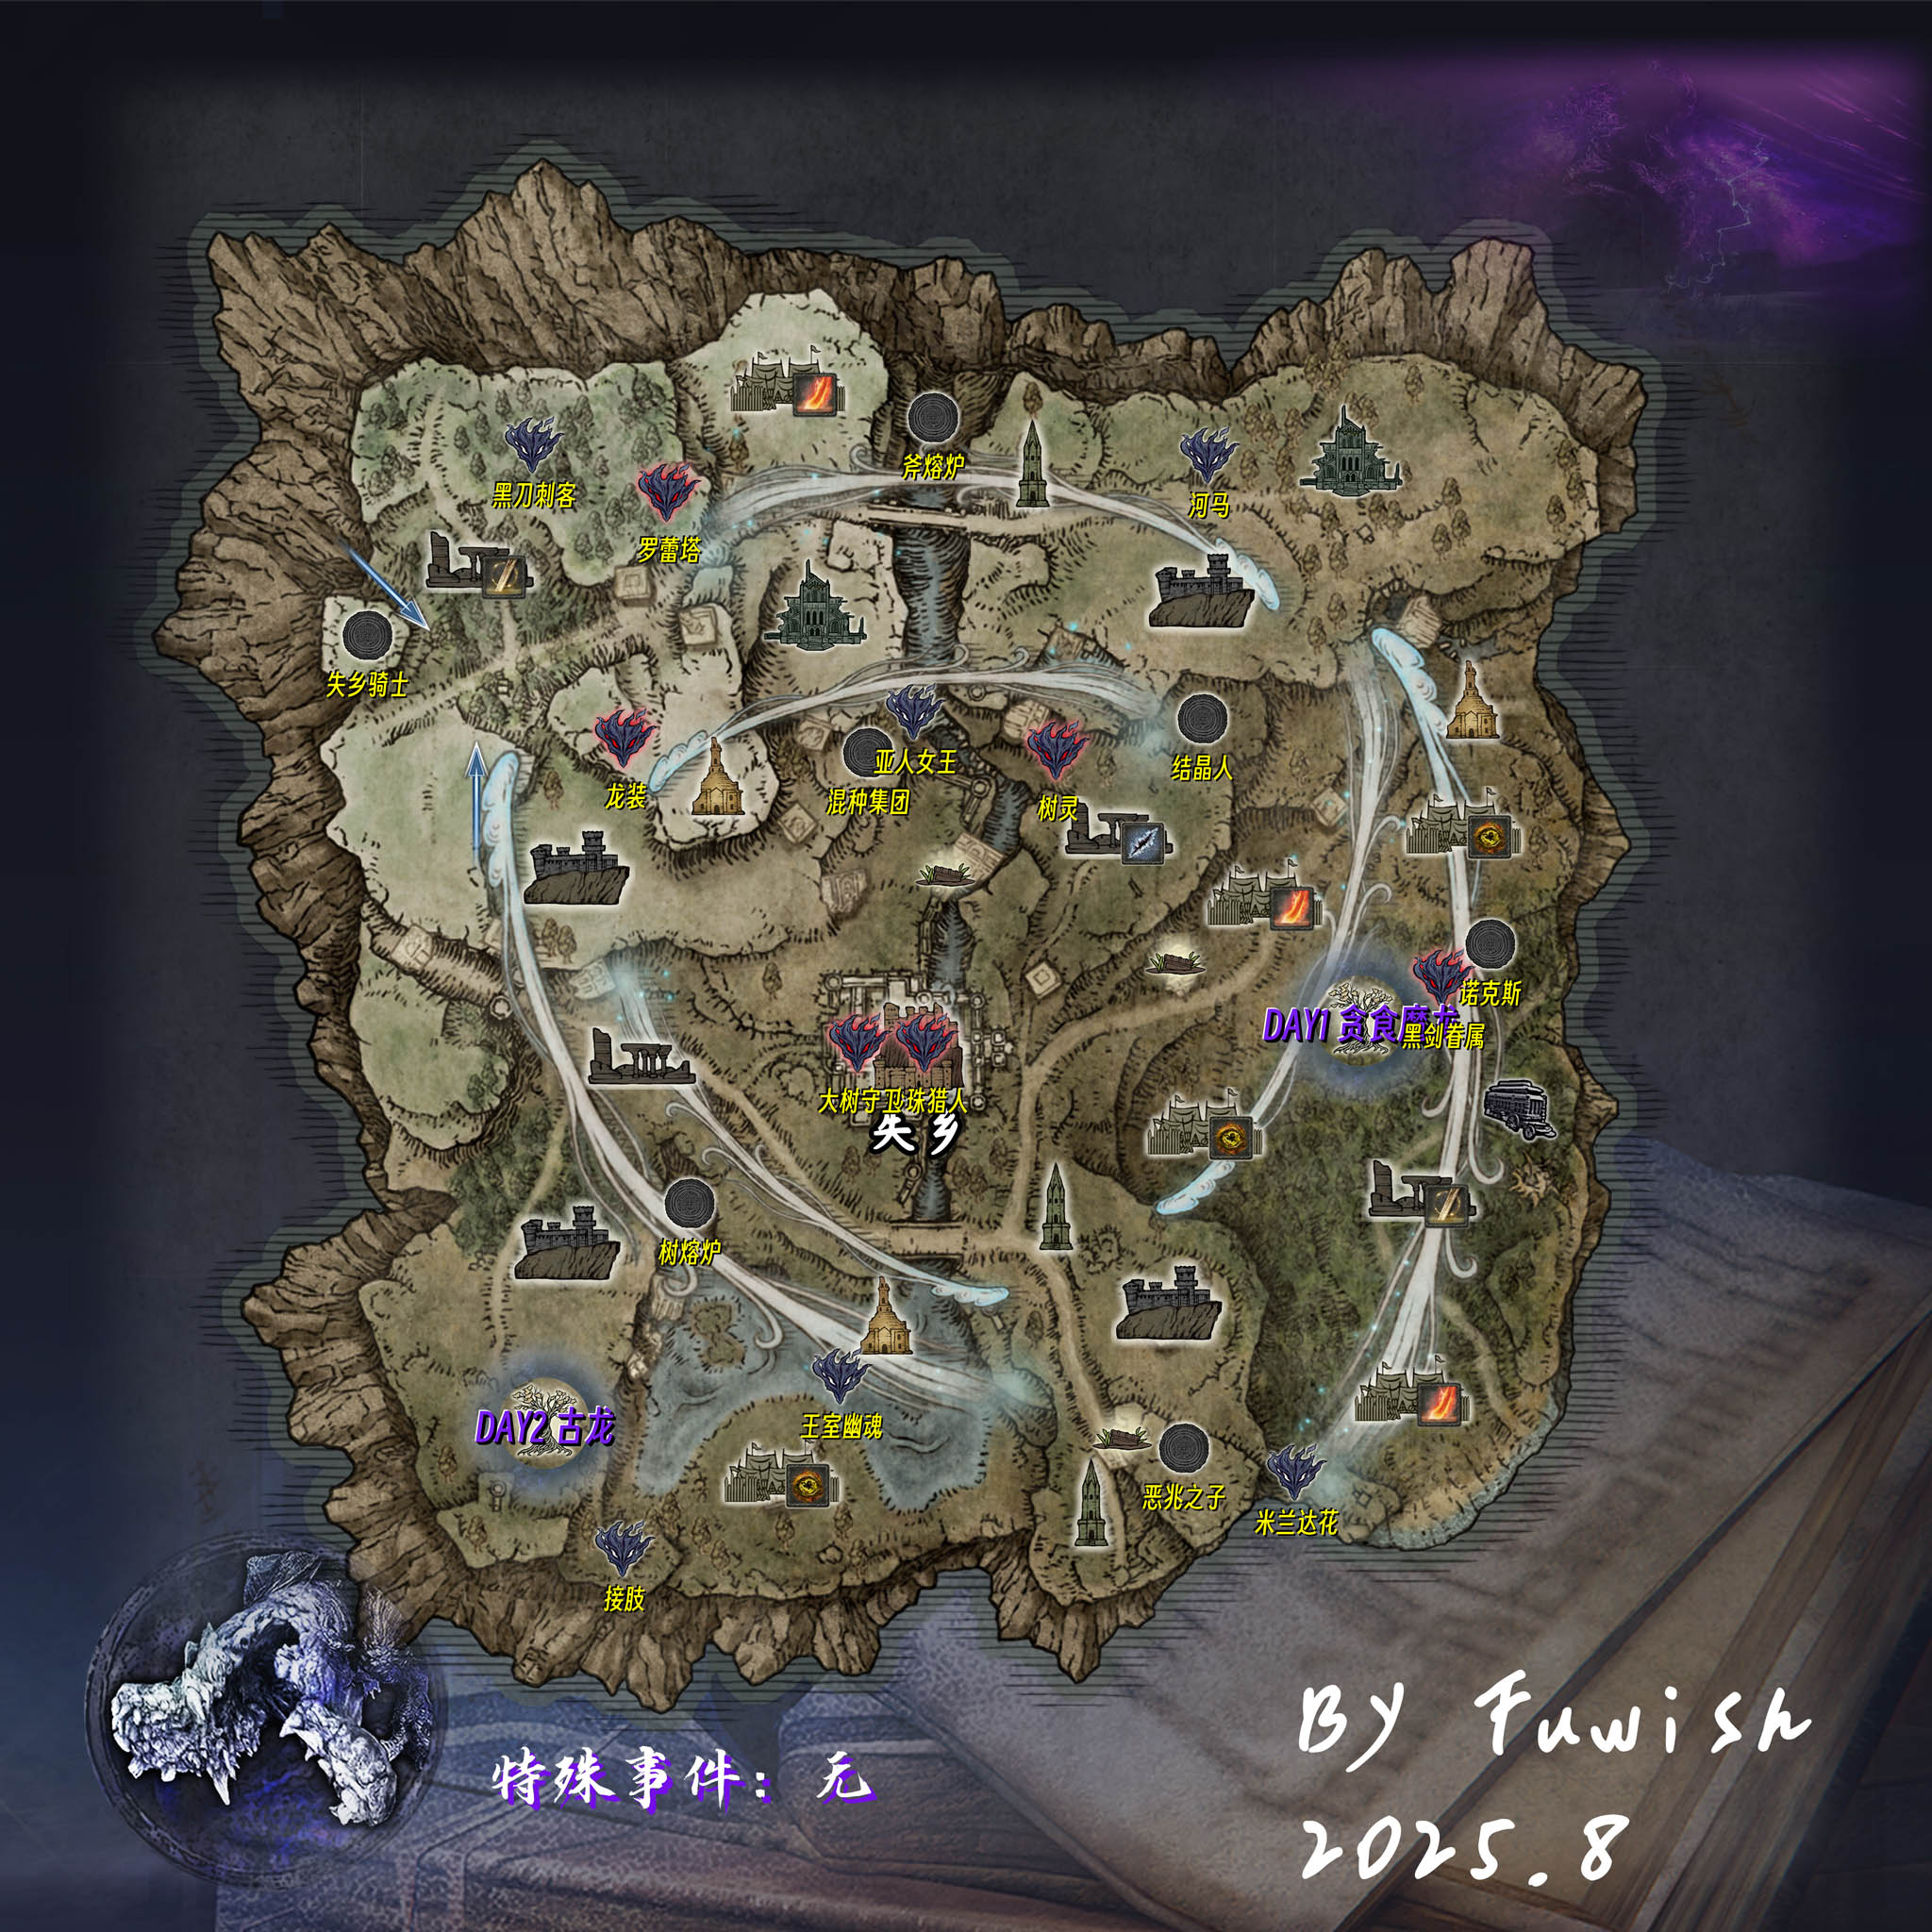 斧熔炉
黑刀刺客
河马
罗蕾塔
失乡骑士
亚人女王
结晶人
龙装
混种集团
树灵
诺克斯
DAY1 贪食魔龙
黑剑眷属
大树守卫
珠猎人
失乡
树熔炉
DAY2 古龙
王室幽魂
恶兆之子
米兰达花
接肢
特殊事件：无
By Fuwish
2025.8